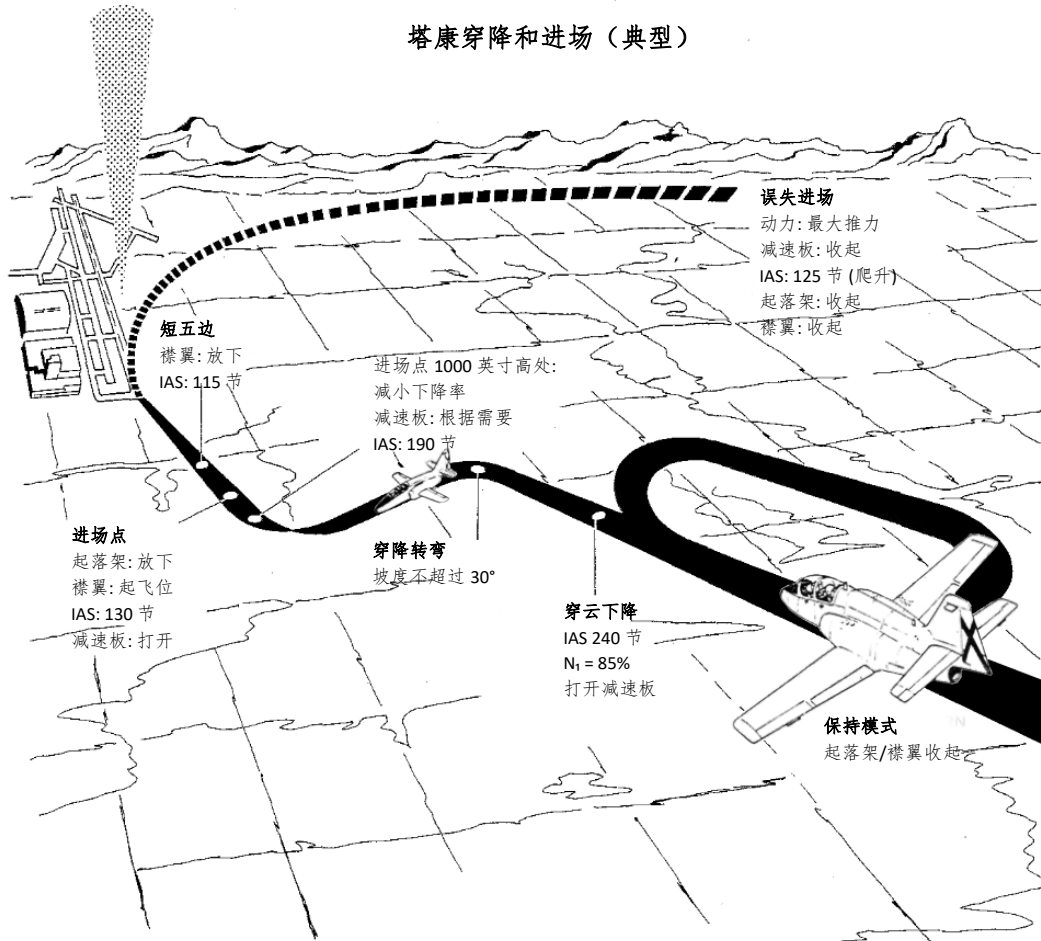 塔康穿降和进场（典型）
误失进场
动力: 最大推力
减速板: 收起
IAS: 125 节 (爬升)
起落架: 收起
襟翼: 收起
短五边
襟翼: 放下
IAS: 115 节
进场点 1000 英寸高处:
减小下降率
减速板: 根据需要
IAS: 190 节
进场点
起落架: 放下
襟翼: 起飞位
IAS: 130 节
减速板: 打开
穿降转弯
坡度不超过 30°
穿云下降
IAS 240 节
N₁ = 85%
打开减速板
保持模式
起落架/襟翼收起